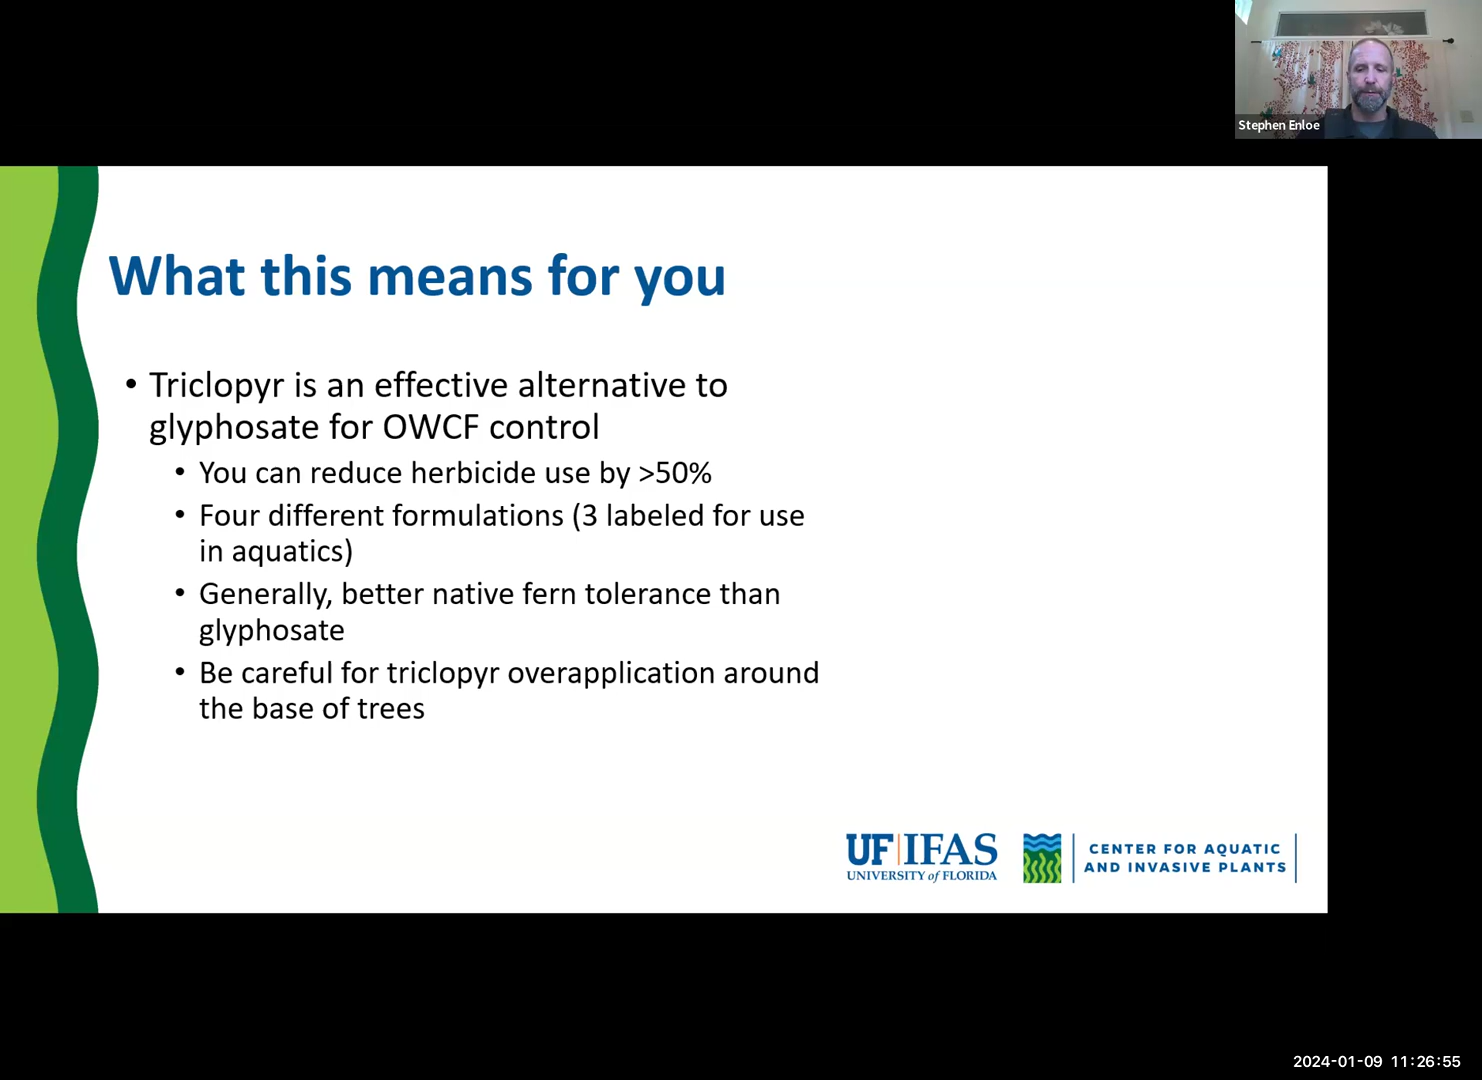 Stephen Enloe
What this means for you
• Triclopyr is an effective alternative to
glyphosate for OWCF control
• You can reduce herbicide use by >50%
• Four different formulations (3 labeled for use
in aquatics)
• Generally, better native fern tolerance than
glyphosate
• Be careful for triclopyr overapplication around
the base of trees
UF|IFAS
UNIVERSITY of FLORIDA
CENTER FOR AQUATIC
AND INVASIVE PLANTS
2024-01-09 11:26:55